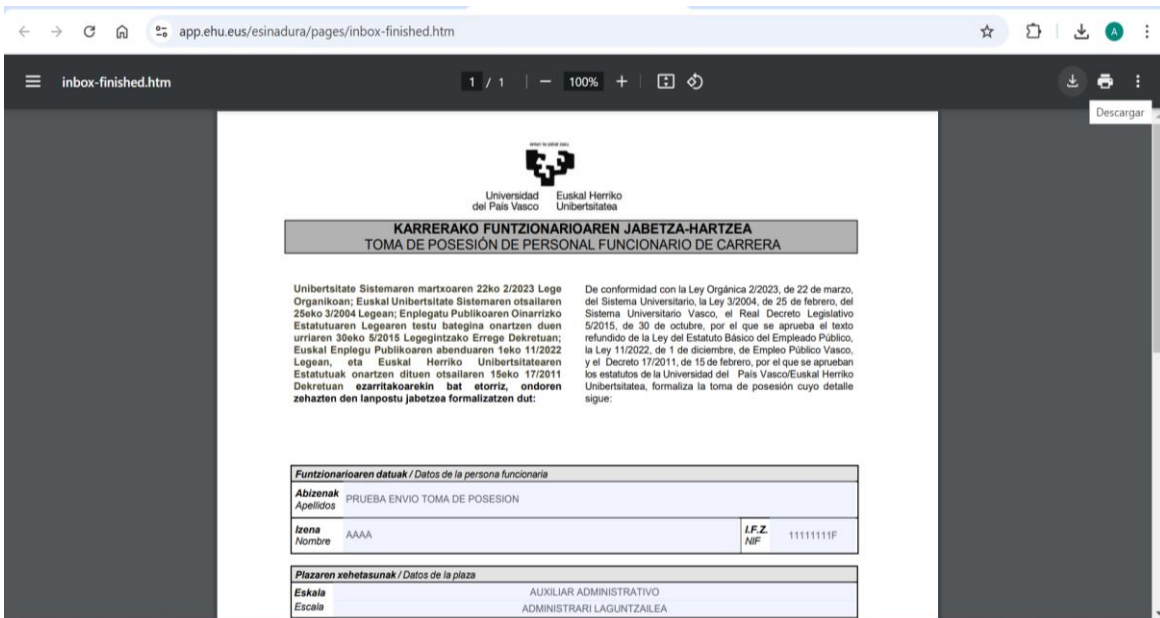 app.ehu.eus/esinadura/pages/inbox-finished.htm
A
inbox-finished.htm
1 / 1
100%
Descargar
Universidad
del País Vasco
Euskal Herriko
Unibertsitatea
KARRERAKO FUNTZIONARIOAREN JABETZA-HARTZEA
TOMA DE POSESIÓN DE PERSONAL FUNCIONARIO DE CARRERA
Unibertsitate Sistemaren martxoaren 22ko 2/2023 Lege
Organikoan; Euskal Unibertsitate Sistemaren otsailaren
25eko 3/2004 Legean; Enplegatu Publikoaren Oinarrizko
Estatutuaren Legearen testu bategina onartzen duen
urriaren 30eko 5/2015 Legegintzako Errege Dekretuan;
Euskal Enplegu Publikoaren abenduaren 1eko 11/2022
Legean, eta Euskal Herriko Unibertsitatearen
Estatutuak onartzen dituen otsailaren 15eko 17/2011
Dekretuan ezarritakoarekin bat etorriz, ondoren
zehazten den lanpostu jabetzea formalizatzen dut:
De conformidad con la Ley Orgánica 2/2023, de 22 de marzo,
del Sistema Universitario, la Ley 3/2004, de 25 de febrero, del
Sistema Universitario Vasco, el Real Decreto Legislativo
5/2015, de 30 de octubre, por el que se aprueba el texto
refundido de la Ley del Estatuto Básico del Empleado Público,
la Ley 11/2022, de 1 de diciembre, de Empleo Público Vasco,
y el Decreto 17/2011, de 15 de febrero, por el que se aprueban
los estatutos de la Universidad del País Vasco/Euskal Herriko
Unibertsitatea, formaliza la toma de posesión cuyo detalle
sigue:
Funtzionarioaren datuak / Datos de la persona funcionaria
Abizenak
Apellidos
PRUEBA ENVIO TOMA DE POSESION
Izena
Nombre
AAAA
I.F.Z.
NIF
11111111F
Plazaren xehetasunak / Datos de la plaza
Eskala
Escala
AUXILIAR ADMINISTRATIVO
ADMINISTRARI LAGUNTZAILEA